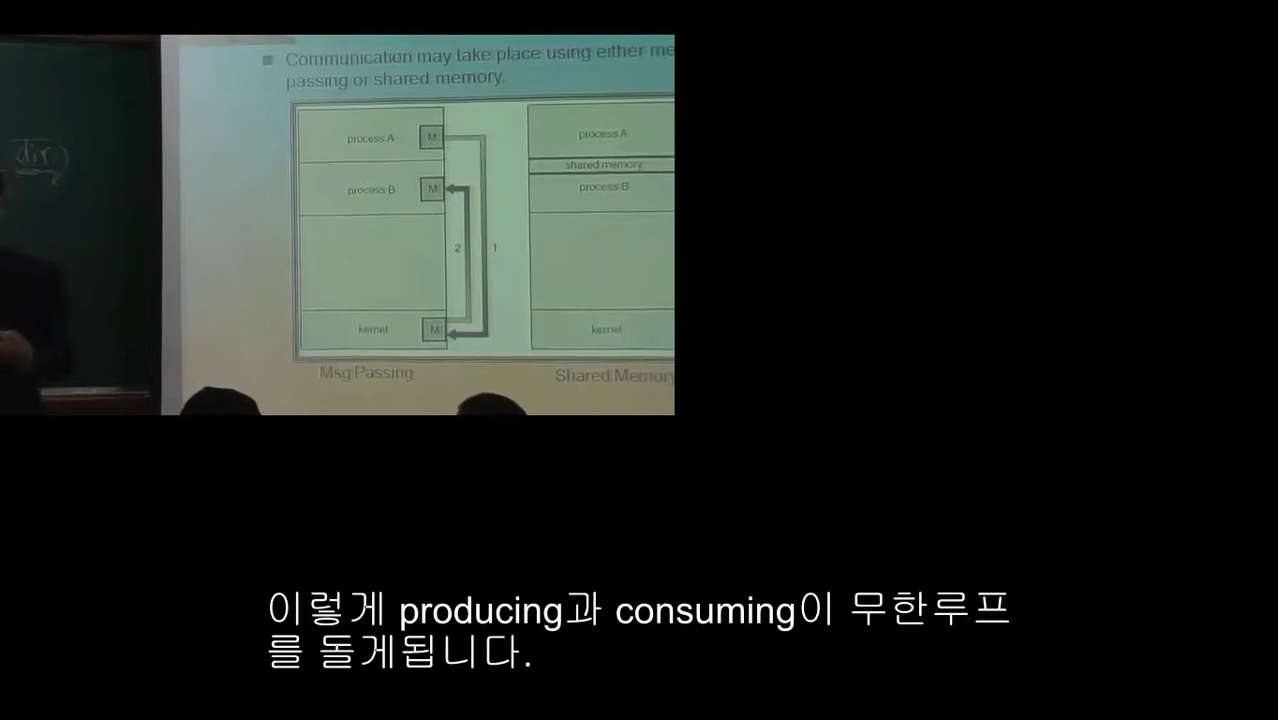 Communication may take place using either me
passing or shared memory.
dir)
process A
M
process B
M
2
1
kernel
M
Msg Passing
process A
shared memory
process B
kernel
Shared Memory
이렇게 producing과 consuming이 무한루프
를 돌게됩니다.